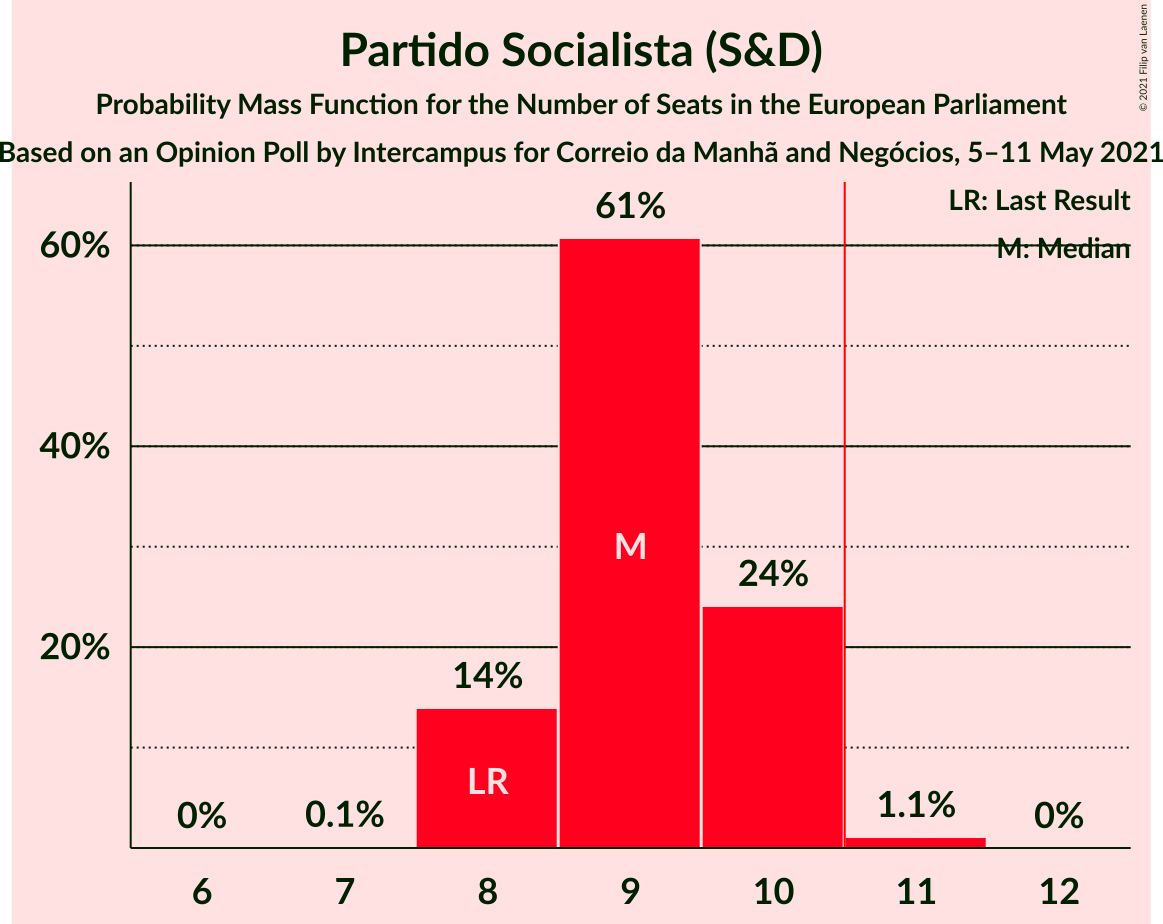 Partido Socialista (S&D)
Probability Mass Function for the Number of Seats in the European Parliament
Based on an Opinion Poll by Intercampus for Correio da Manhã and Negócios, 5–11 May 2021
© 2021 Filip van Laenen
LR: Last Result
M: Median
60%
40%
20%
0%
0.1%
14%
61%
24%
1.1%
0%
LR
M
6
7
8
9
10
11
12